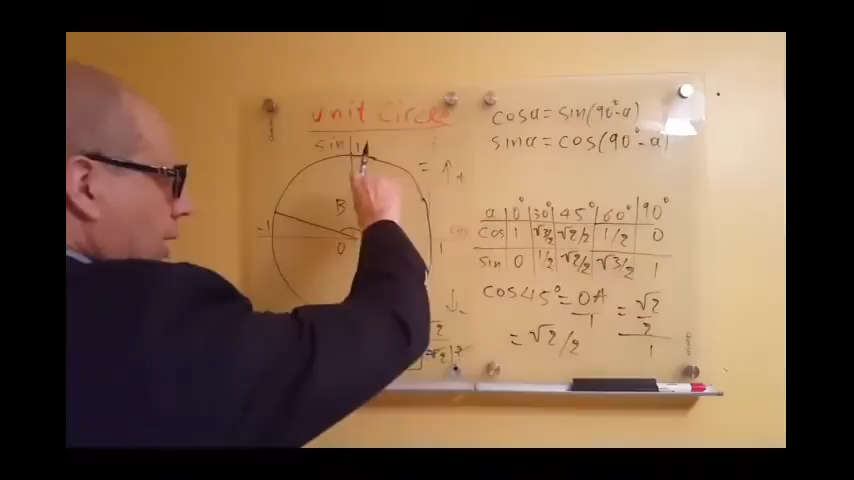 unit circle
sin 1
= ↑+
B
-1
0
1
cosa = sin(90°-a)
sina = cos(90°-a)
a 0° 30° 45° 60° 90°
cos 1 √3/2 √2/2 1/2 0
sin 0 1/2 √2/2 √3/2 1
cos45° = OA/1 = √2/2/1
= √2/2
↓-